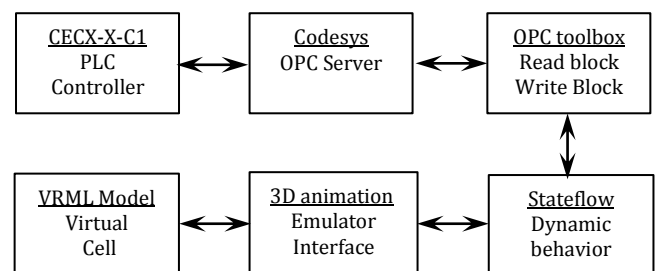 CECX-X-C1
PLC
Controller
Codesys
OPC Server
OPC toolbox
Read block
Write Block
VRML Model
Virtual
Cell
3D animation
Emulator
Interface
Stateflow
Dynamic
behavior